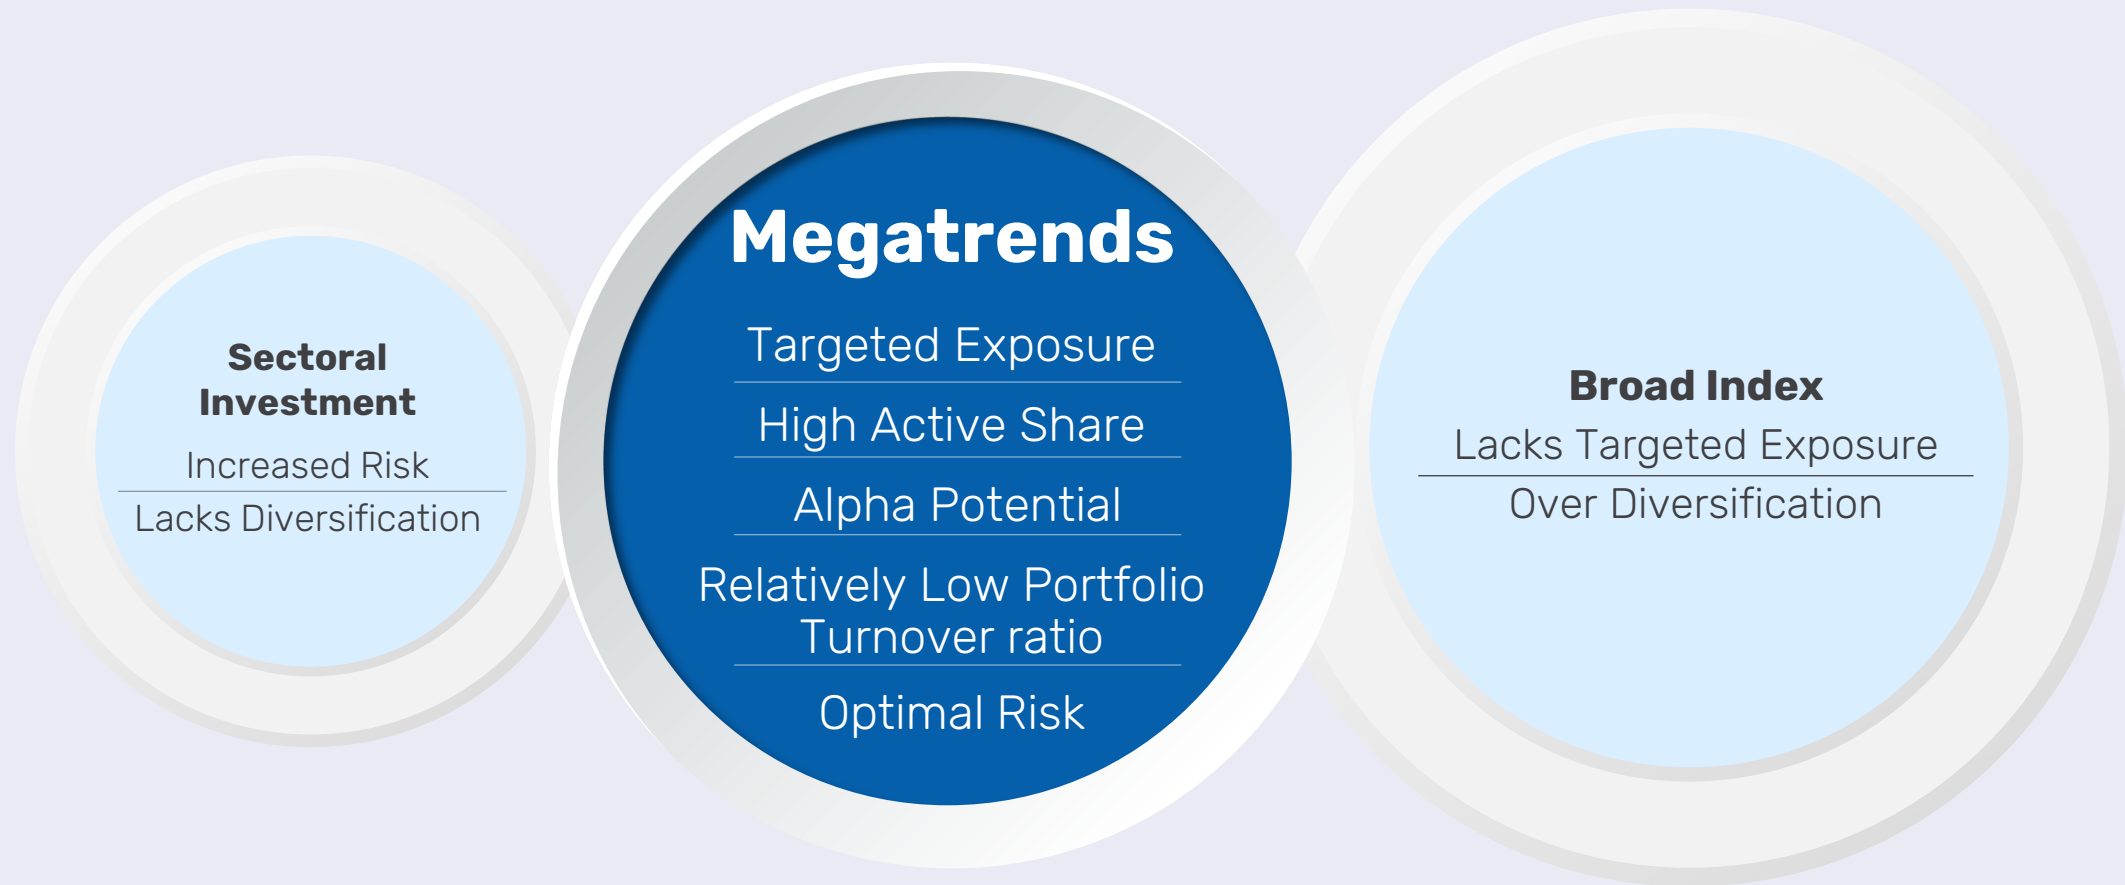 Sectoral
Investment
Increased Risk
Lacks Diversification
Megatrends
Targeted Exposure
High Active Share
Alpha Potential
Relatively Low Portfolio
Turnover ratio
Optimal Risk
Broad Index
Lacks Targeted Exposure
Over Diversification